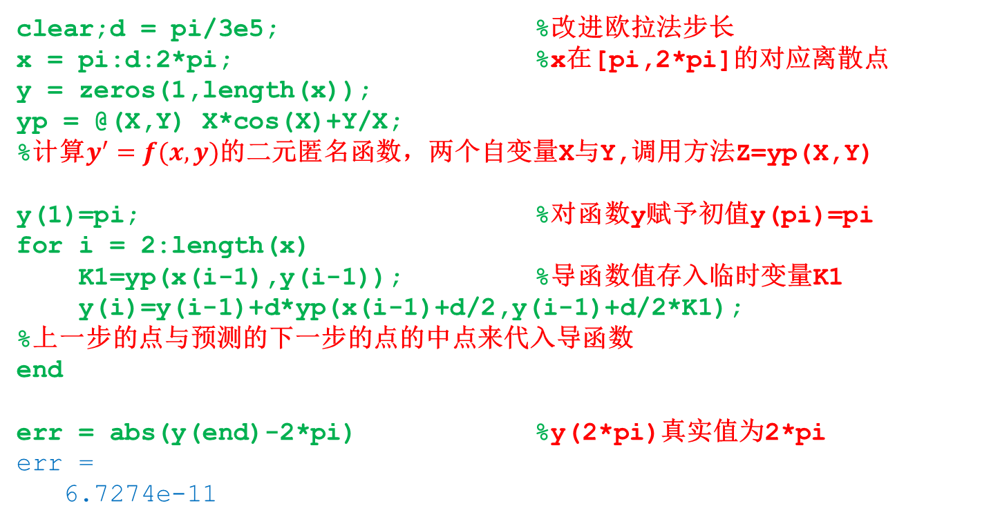 clear;d = pi/3e5; %改进欧拉法步长
x = pi:d:2*pi; %x在[pi,2*pi]的对应离散点
y = zeros(1,length(x));
yp = @(X,Y) X*cos(X)+Y/X;
%计算y′ = f(x,y)的二元匿名函数，两个自变量X与Y,调用方法Z=yp(X,Y)
y(1)=pi; %对函数y赋予初值y(pi)=pi
for i = 2:length(x)
K1=yp(x(i-1),y(i-1)); %导函数值存入临时变量K1
y(i)=y(i-1)+d*yp(x(i-1)+d/2,y(i-1)+d/2*K1);
%上一步的点与预测的下一步的点的中点来代入导函数
end
err = abs(y(end)-2*pi) %y(2*pi)真实值为2*pi
err =
6.7274e-11